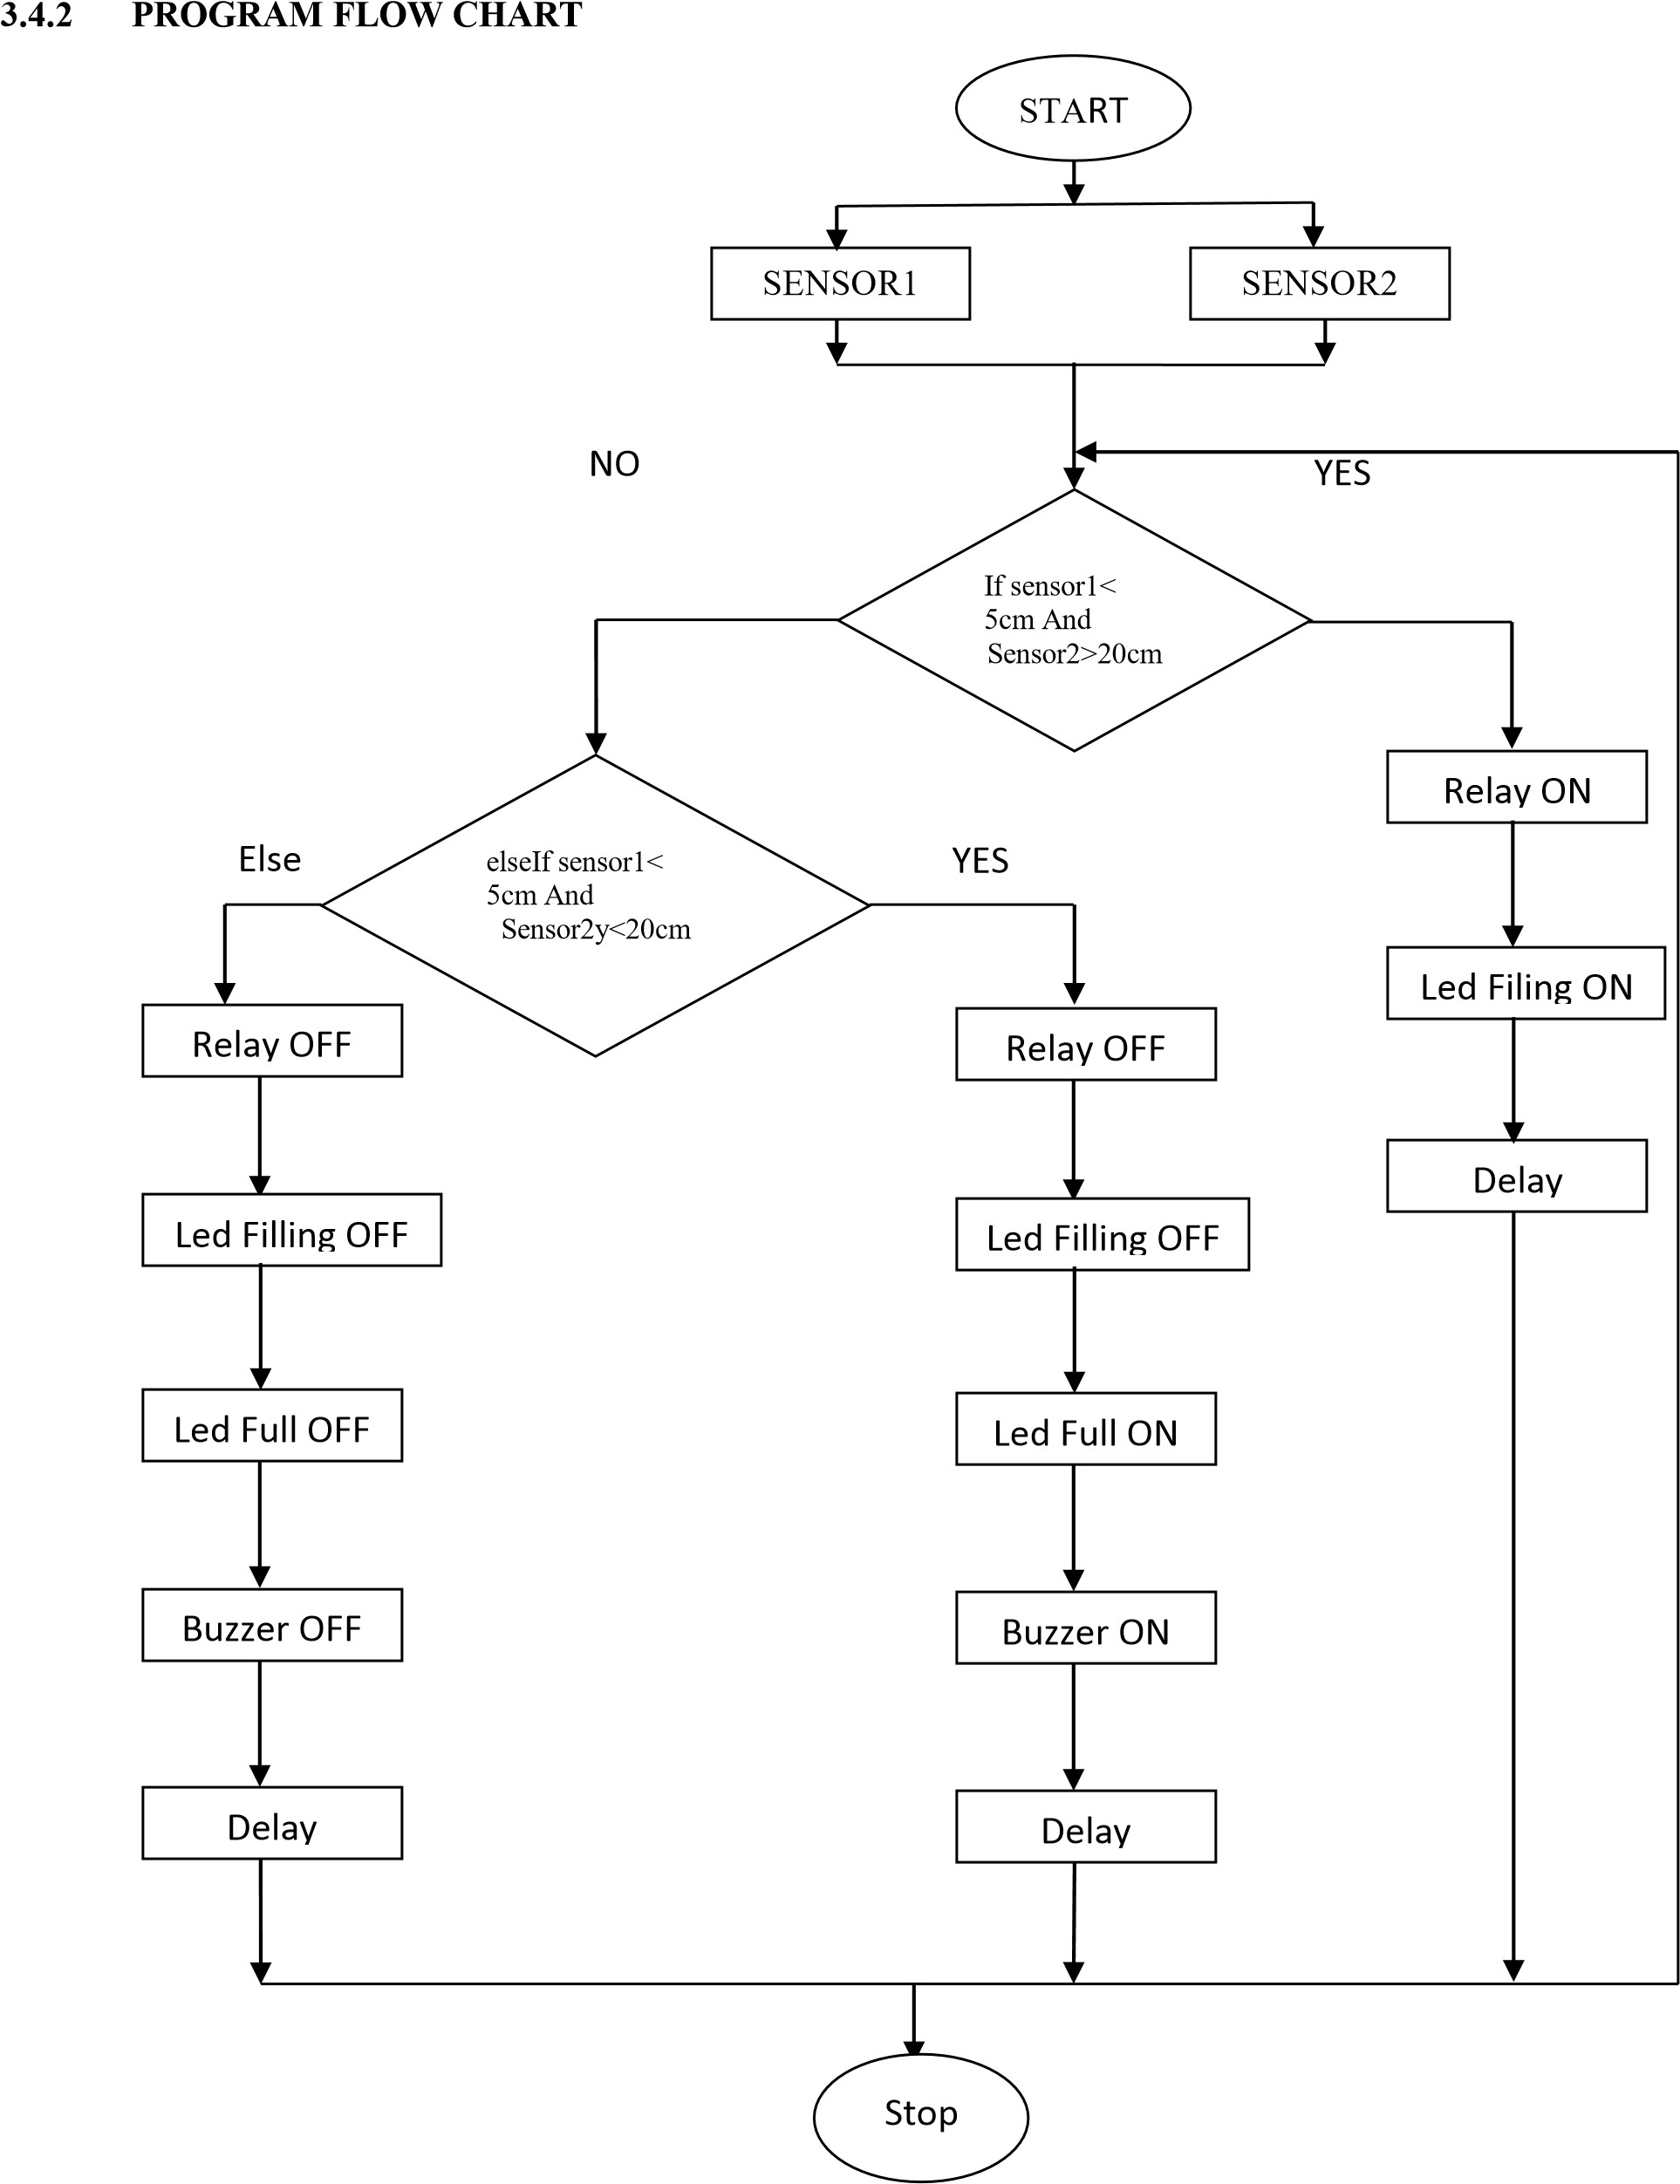 3.4.2 PROGRAM FLOW CHART
START
SENSOR1
SENSOR2
NO
YES
If sensor1<
5cm And
Sensor2>20cm
Relay ON
Else
elseIf sensor1<
5cm And
Sensor2y<20cm
YES
Led Filing ON
Relay OFF
Relay OFF
Delay
Led Filling OFF
Led Filling OFF
Led Full OFF
Led Full ON
Buzzer OFF
Buzzer ON
Delay
Delay
Stop